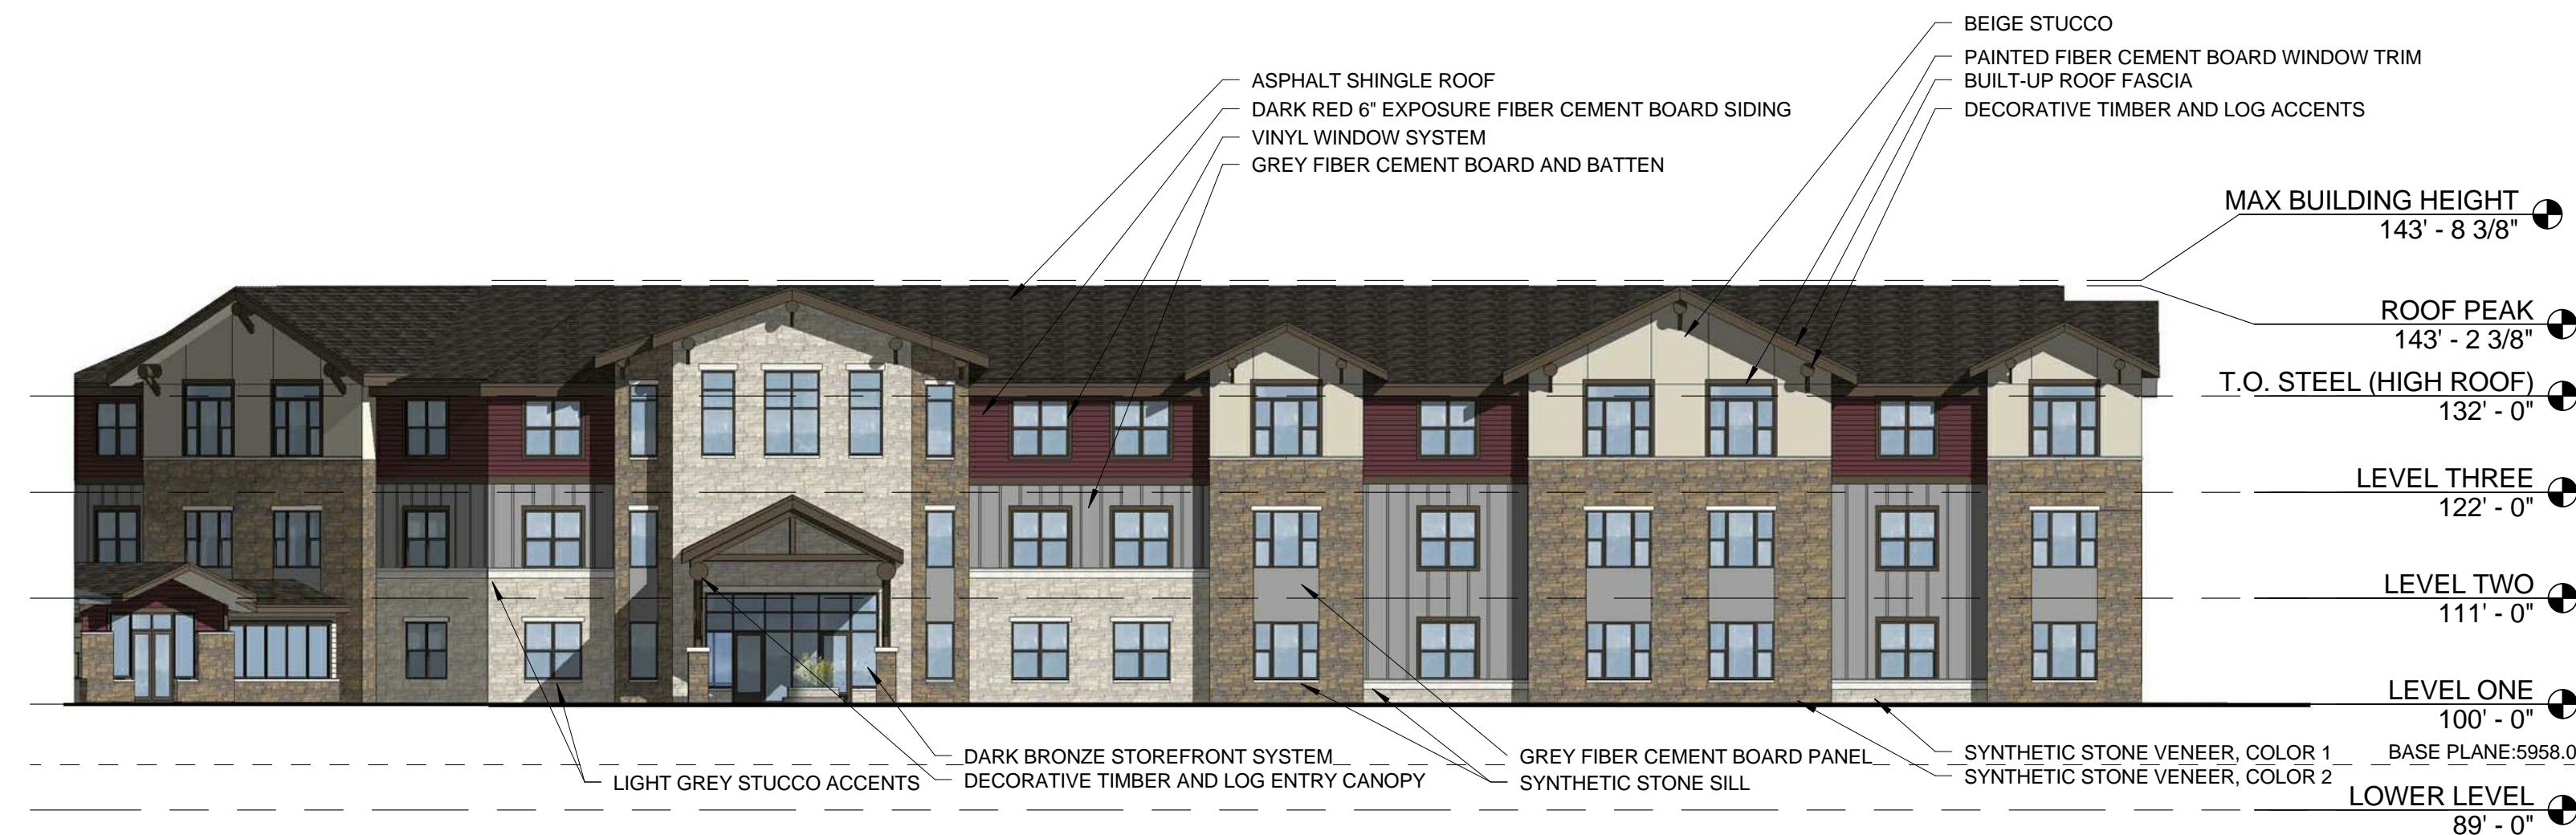 BEIGE STUCCO
PAINTED FIBER CEMENT BOARD WINDOW TRIM
BUILT-UP ROOF FASCIA
DECORATIVE TIMBER AND LOG ACCENTS
ASPHALT SHINGLE ROOF
DARK RED 6" EXPOSURE FIBER CEMENT BOARD SIDING
VINYL WINDOW SYSTEM
GREY FIBER CEMENT BOARD AND BATTEN
MAX BUILDING HEIGHT
143' - 8 3/8"
ROOF PEAK
143' - 2 3/8"
T.O. STEEL (HIGH ROOF)
132' - 0"
LEVEL THREE
122' - 0"
LEVEL TWO
111' - 0"
LEVEL ONE
100' - 0"
BASE PLANE:5958.0
LOWER LEVEL
89' - 0"
LIGHT GREY STUCCO ACCENTS
DARK BRONZE STOREFRONT SYSTEM
DECORATIVE TIMBER AND LOG ENTRY CANOPY
GREY FIBER CEMENT BOARD PANEL
SYNTHETIC STONE SILL
SYNTHETIC STONE VENEER, COLOR 1
SYNTHETIC STONE VENEER, COLOR 2